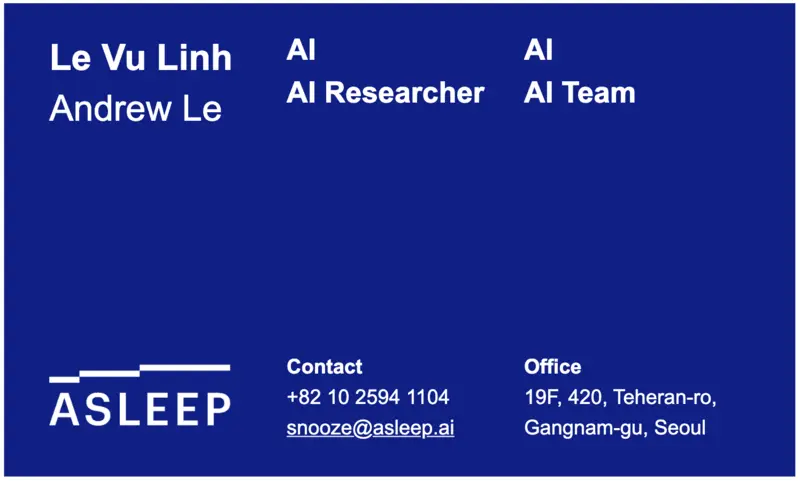 Le Vu Linh
Andrew Le
AI
AI Researcher
AI
AI Team
ASLEEP
Contact
+82 10 2594 1104
snooze@asleep.ai
Office
19F, 420, Teheran-ro,
Gangnam-gu, Seoul